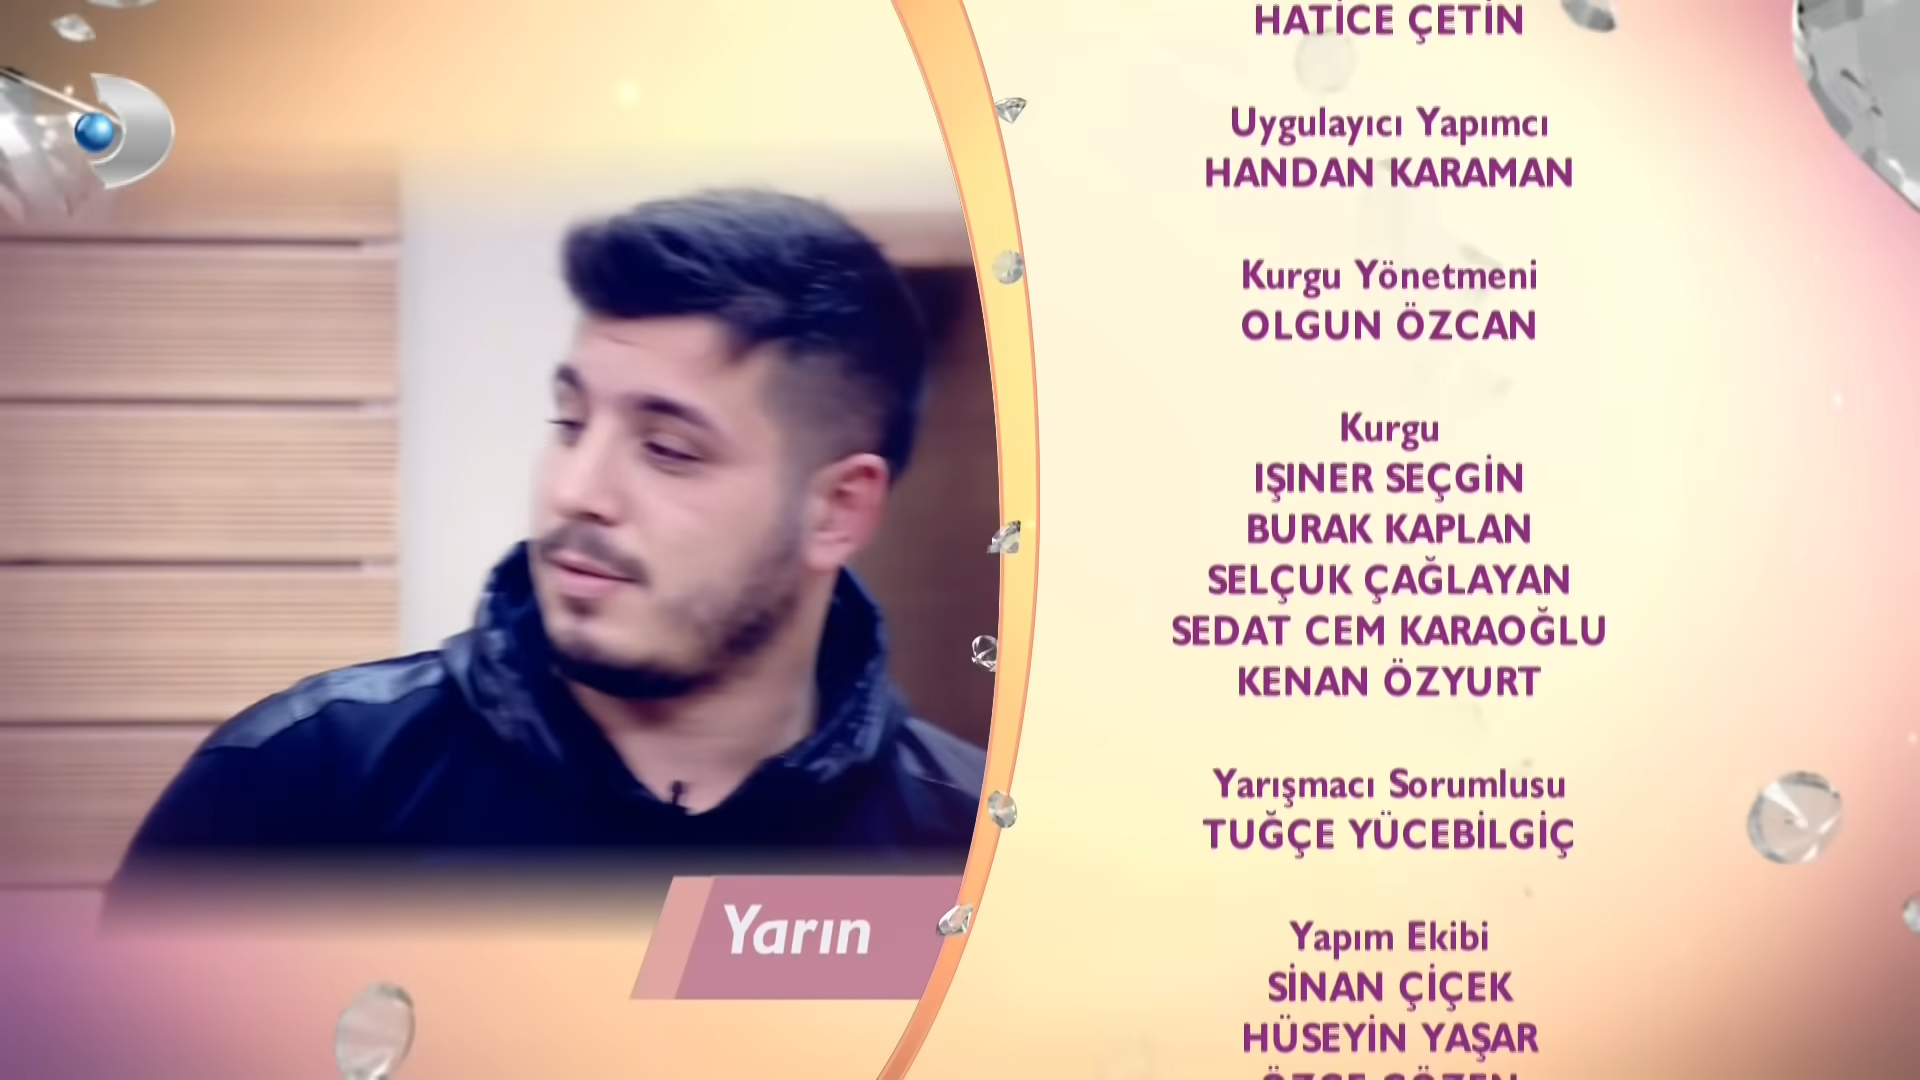 HATİCE ÇETİN
Uygulayıcı Yapımcı
HANDAN KARAMAN
Kurgu Yönetmeni
OLGUN ÖZCAN
Kurgu
IŞINER SEÇGİN
BURAK KAPLAN
SELÇUK ÇAĞLAYAN
SEDAT CEM KARAOĞLU
KENAN ÖZYURT
Yarışmacı Sorumlusu
TUĞÇE YÜCEBİLGİÇ
Yapım Ekibi
SİNAN ÇİÇEK
HÜSEYİN YAŞAR
Yarın